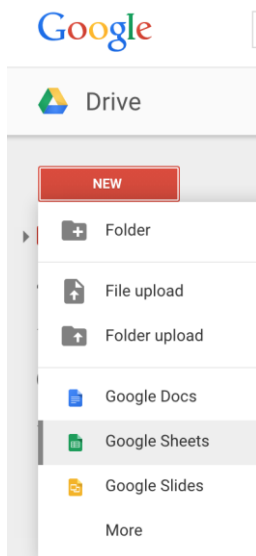 Google
Drive
NEW
Folder
File upload
Folder upload
Google Docs
Google Sheets
Google Slides
More